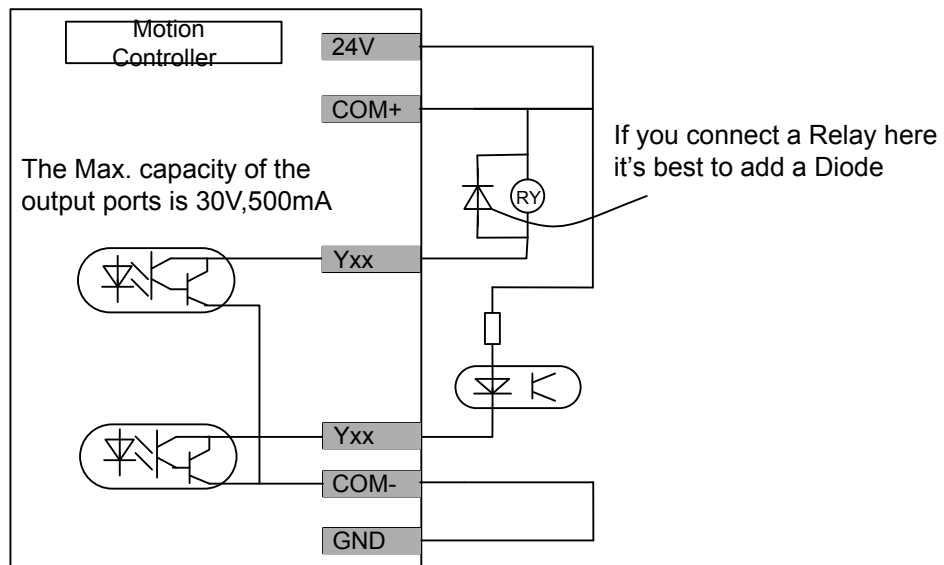 Motion
Controller
24V
COM+
If you connect a Relay here
it's best to add a Diode
The Max. capacity of the
output ports is 30V,500mA
RY
Yxx
Yxx
COM-
GND